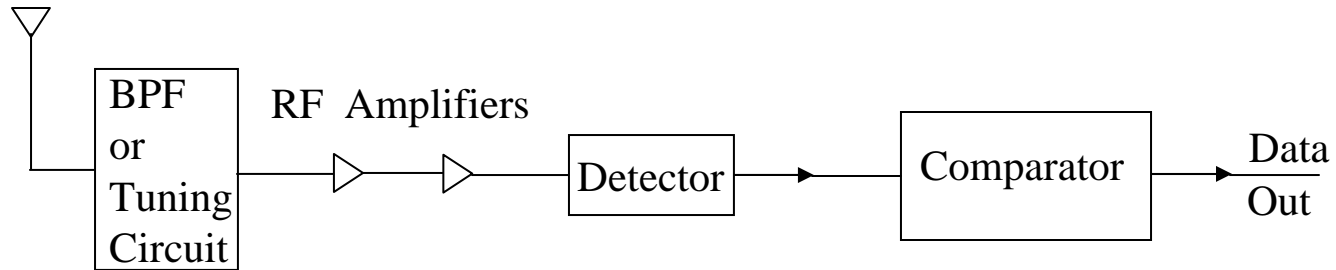 BPF
or
Tuning
Circuit
RF Amplifiers
Detector
Comparator
Data
Out